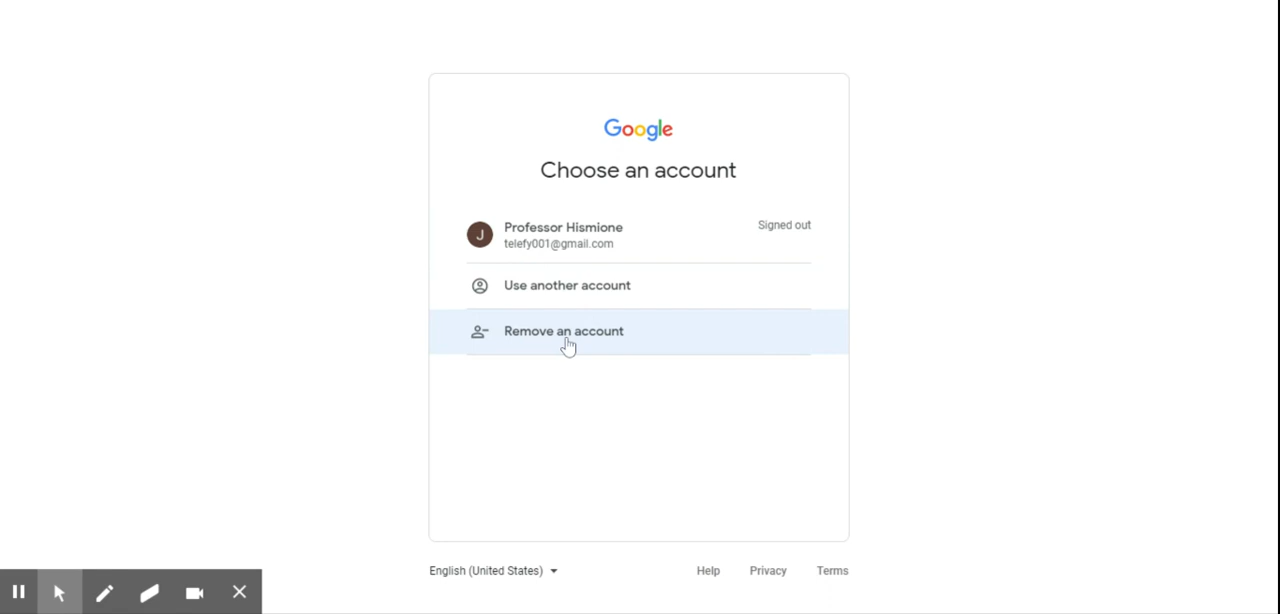 Google
Choose an account
J
Professor Hismione
Signed out
telefy001@gmail.com
Use another account
Remove an account
English (United States)
Help
Privacy
Terms